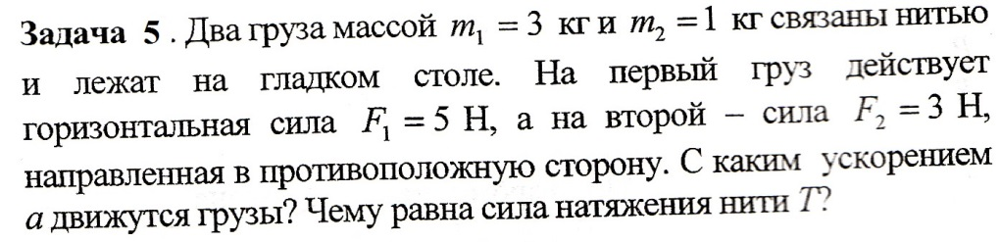 Задача 5 . Два груза массой m₁ = 3 кг и m₂ = 1 кг связаны нитью
и лежат на гладком столе. На первый груз действует
горизонтальная сила F₁ = 5 Н, а на второй – сила F₂ = 3 Н,
направленная в противоположную сторону. С каким ускорением
a движутся грузы? Чему равна сила натяжения нити T?